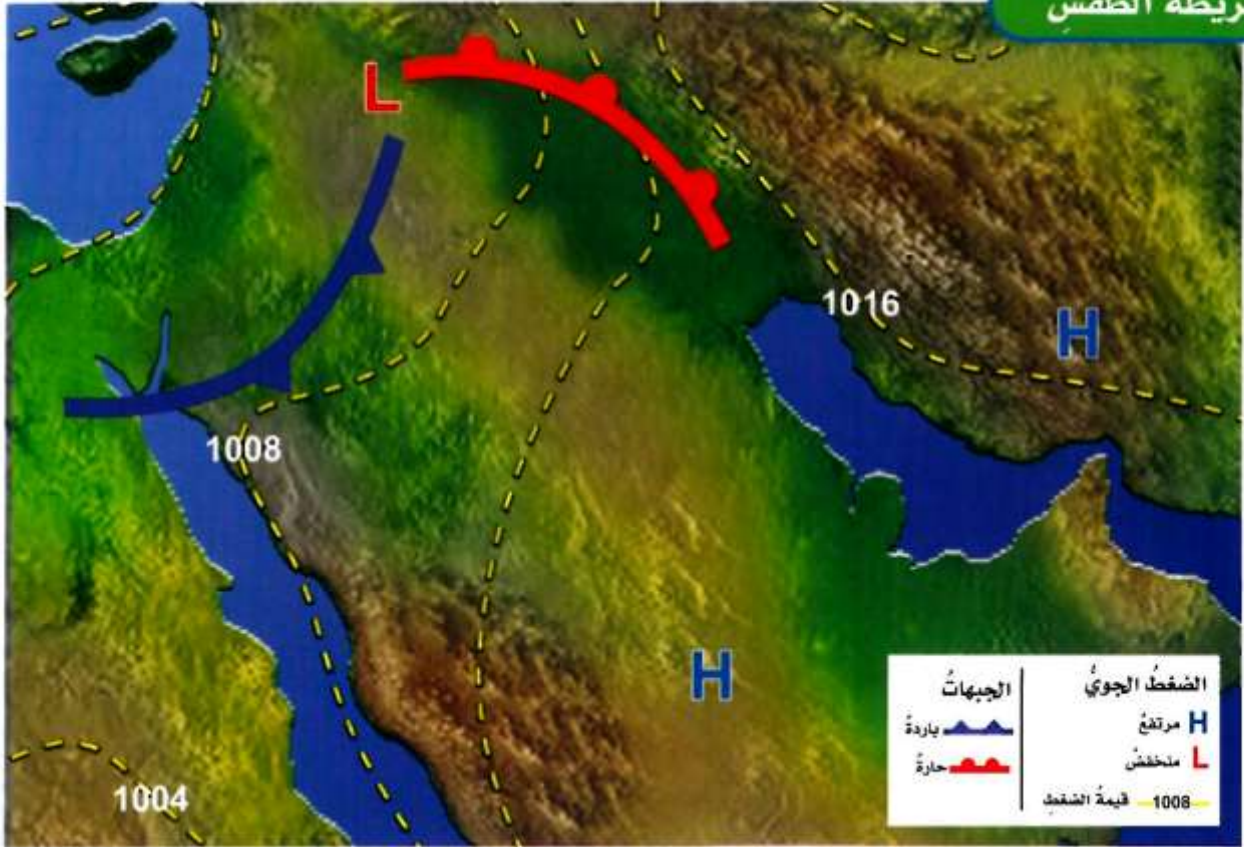 خريطة الطقسِ
L
1016
H
1008
H
1004
الضغطُ الجويُّ
H مرتفعٌ
L منخفضٌ
1008 قيمةُ الضغطِ
الجبهاتُ
باردةٌ
حارةٌ